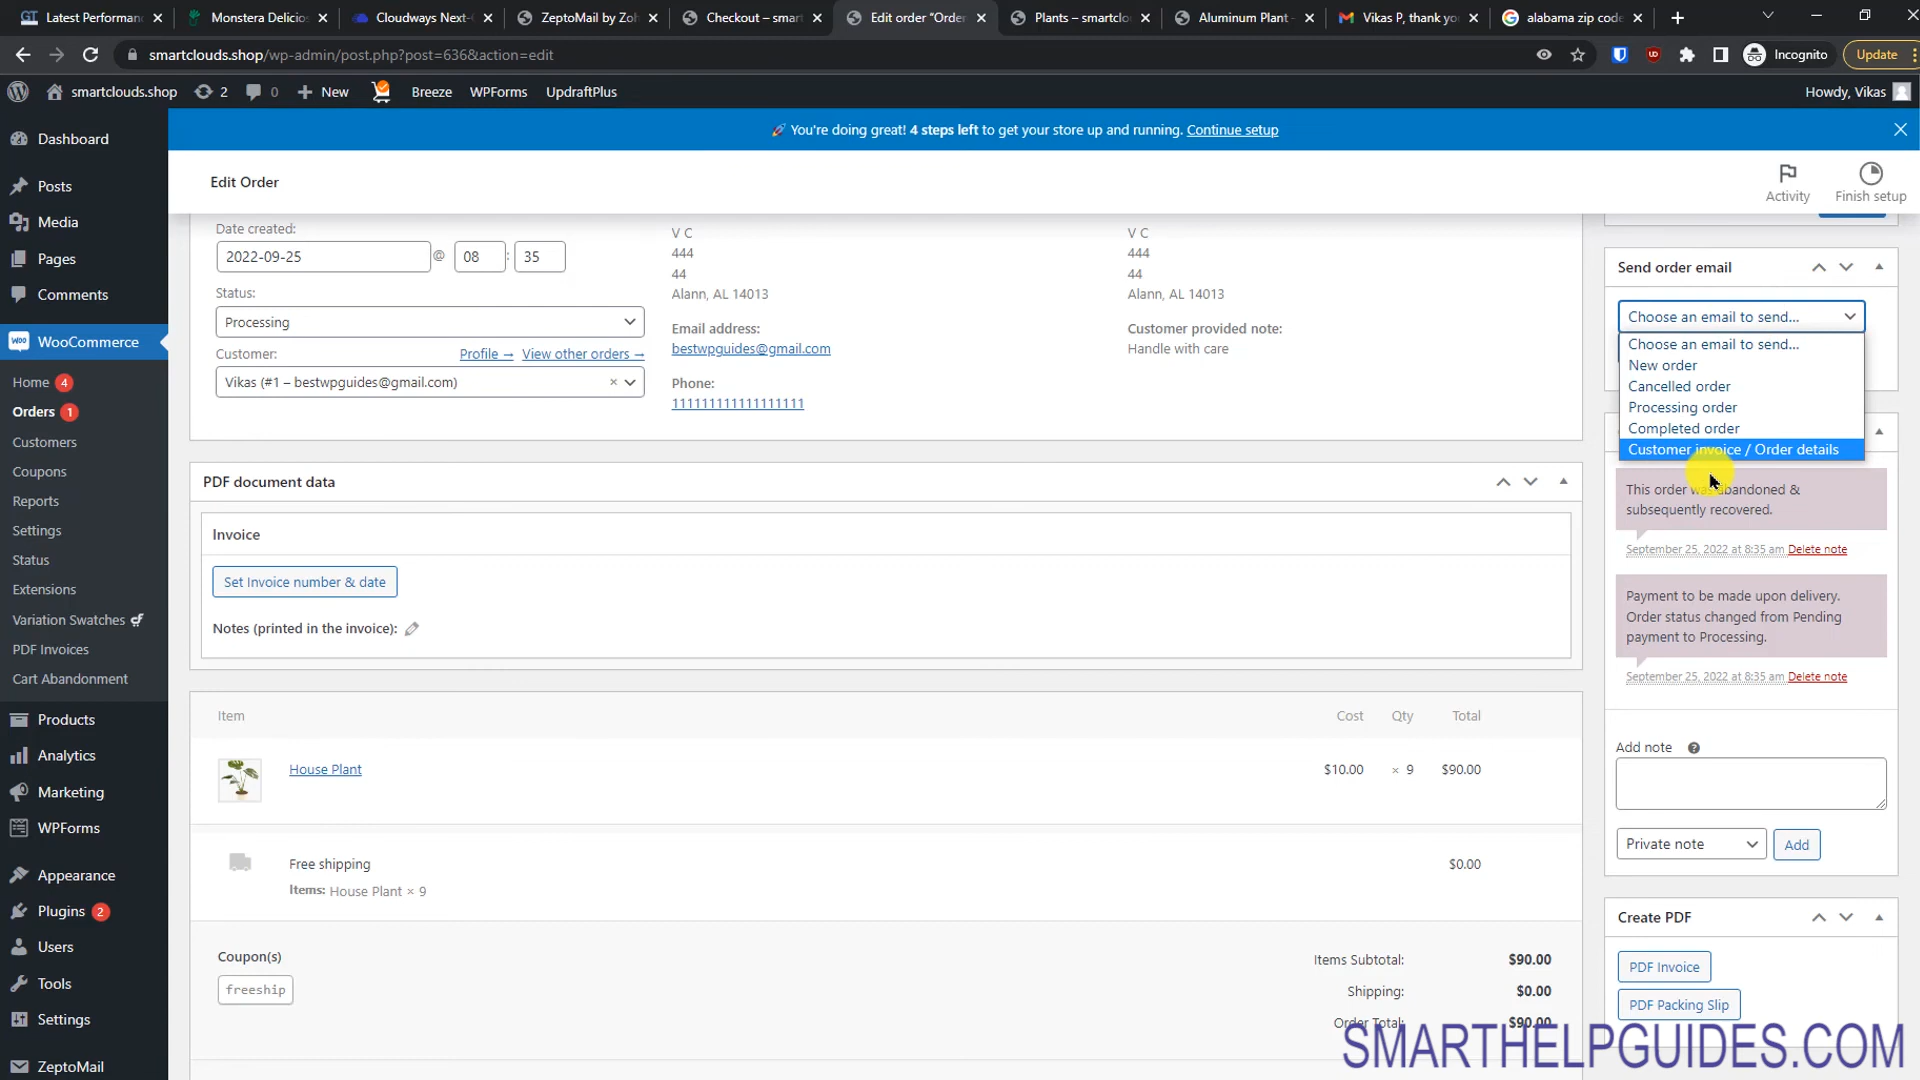 Latest Performanc
Monstera Delicios
Cloudways Next-
ZeptoMail by Zoh
Checkout – smart
Edit order "Order
Plants – smartclo
Aluminum Plant -
Vikas P, thank yo
alabama zip code
smartclouds.shop/wp-admin/post.php?post=636&action=edit
Incognito
Update
smartclouds.shop
2
0
New
Breeze
WPForms
UpdraftPlus
Howdy, Vikas
Dashboard
Posts
Media
Pages
Comments
WooCommerce
Home 4
Orders 1
Customers
Coupons
Reports
Settings
Status
Extensions
Variation Swatches
PDF Invoices
Cart Abandonment
Products
Analytics
Marketing
WPForms
Appearance
Plugins 2
Users
Tools
Settings
ZeptoMail
🚀 You're doing great! 4 steps left to get your store up and running. Continue setup
Edit Order
Activity
Finish setup
Date created:
2022-09-25 @ 08 : 35
Status:
Processing
Customer:
Profile →
View other orders →
Vikas (#1 – bestwpguides@gmail.com)
V C
444
44
Alann, AL 14013
Email address:
bestwpguides@gmail.com
Phone:
1111111111111111
V C
444
44
Alann, AL 14013
Customer provided note:
Handle with care
PDF document data
Invoice
Set Invoice number & date
Notes (printed in the invoice):
Item Cost Qty Total
House Plant $10.00 × 9 $90.00
Free shipping $0.00
Items: House Plant × 9
Coupon(s)
freeship
Items Subtotal: $90.00
Shipping: $0.00
Order Total: $90.00
Send order email
Choose an email to send...
Choose an email to send...
New order
Cancelled order
Processing order
Completed order
Customer invoice / Order details
This order was abandoned &
subsequently recovered.
September 25, 2022 at 8:35 am Delete note
Payment to be made upon delivery.
Order status changed from Pending
payment to Processing.
September 25, 2022 at 8:35 am Delete note
Add note
Private note
Add
Create PDF
PDF Invoice
PDF Packing Slip
SMARTHELPGUIDES.COM